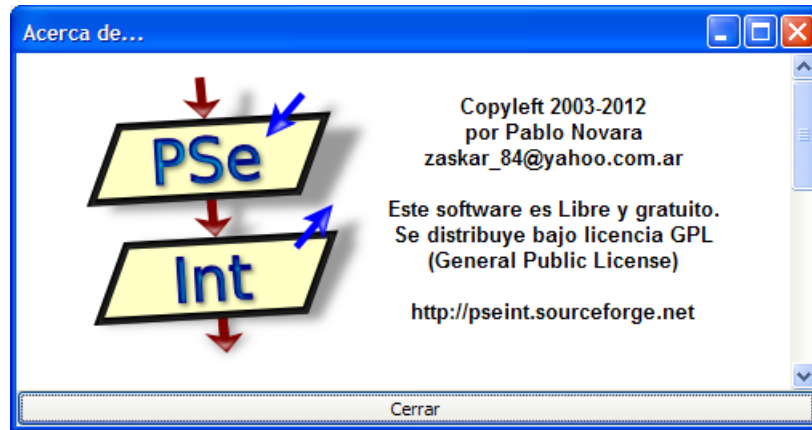 Acerca de...
PSe
Int
Copyleft 2003-2012
por Pablo Novara
zaskar_84@yahoo.com.ar
Este software es Libre y gratuito.
Se distribuye bajo licencia GPL
(General Public License)
http://pseint.sourceforge.net
Cerrar